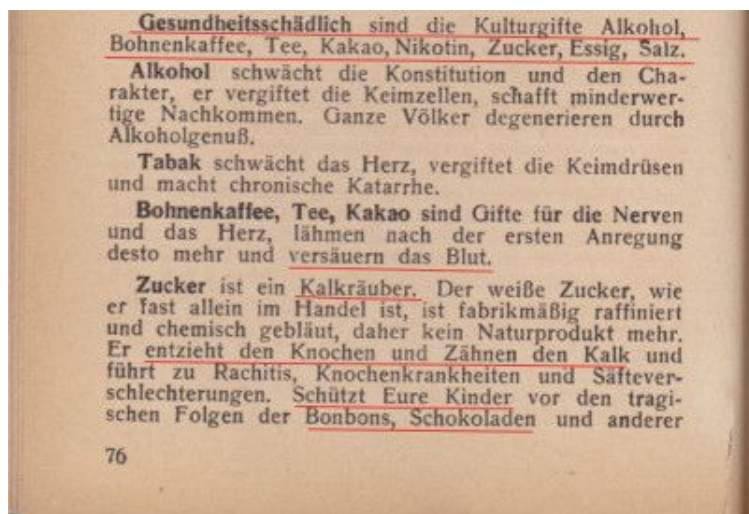 Gesundheitsschädlich sind die Kulturgifte Alkohol,
Bohnenkaffee, Tee, Kakao, Nikotin, Zucker, Essig, Salz.
Alkohol schwächt die Konstitution und den Cha-
rakter, er vergiftet die Keimzellen, schafft minderwer-
tige Nachkommen. Ganze Völker degenerieren durch
Alkoholgenuß.
Tabak schwächt das Herz, vergiftet die Keimdrüsen
und macht chronische Katarrhe.
Bohnenkaffee, Tee, Kakao sind Gifte für die Nerven
und das Herz, lähmen nach der ersten Anregung
desto mehr und versäuern das Blut.
Zucker ist ein Kalkräuber. Der weiße Zucker, wie
er fast allein im Handel ist, ist fabrikmäßig raffiniert
und chemisch gebläut, daher kein Naturprodukt mehr.
Er entzieht den Knochen und Zähnen den Kalk und
führt zu Rachitis, Knochenkrankheiten und Säftever-
schlechterungen. Schützt Eure Kinder vor den tragi-
schen Folgen der Bonbons, Schokoladen und anderer
76